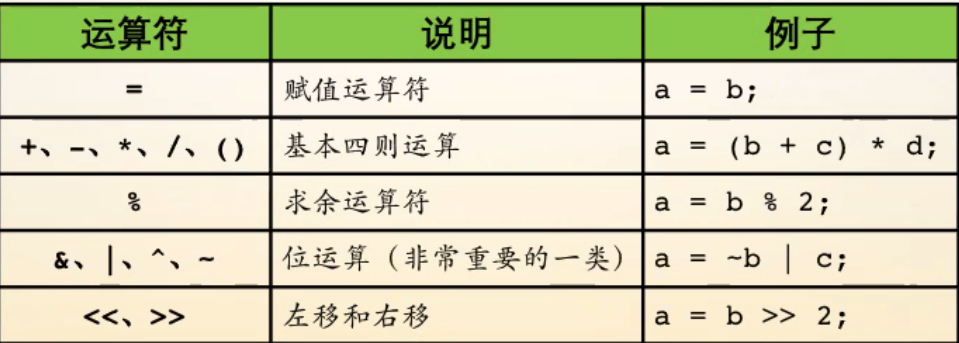 运算符 说明 例子
= 赋值运算符 a = b;
+、-、*、/、() 基本四则运算 a = (b + c) * d;
% 求余运算符 a = b % 2;
&、|、^、~ 位运算（非常重要的一类） a = ~b | c;
<<、>> 左移和右移 a = b >> 2;